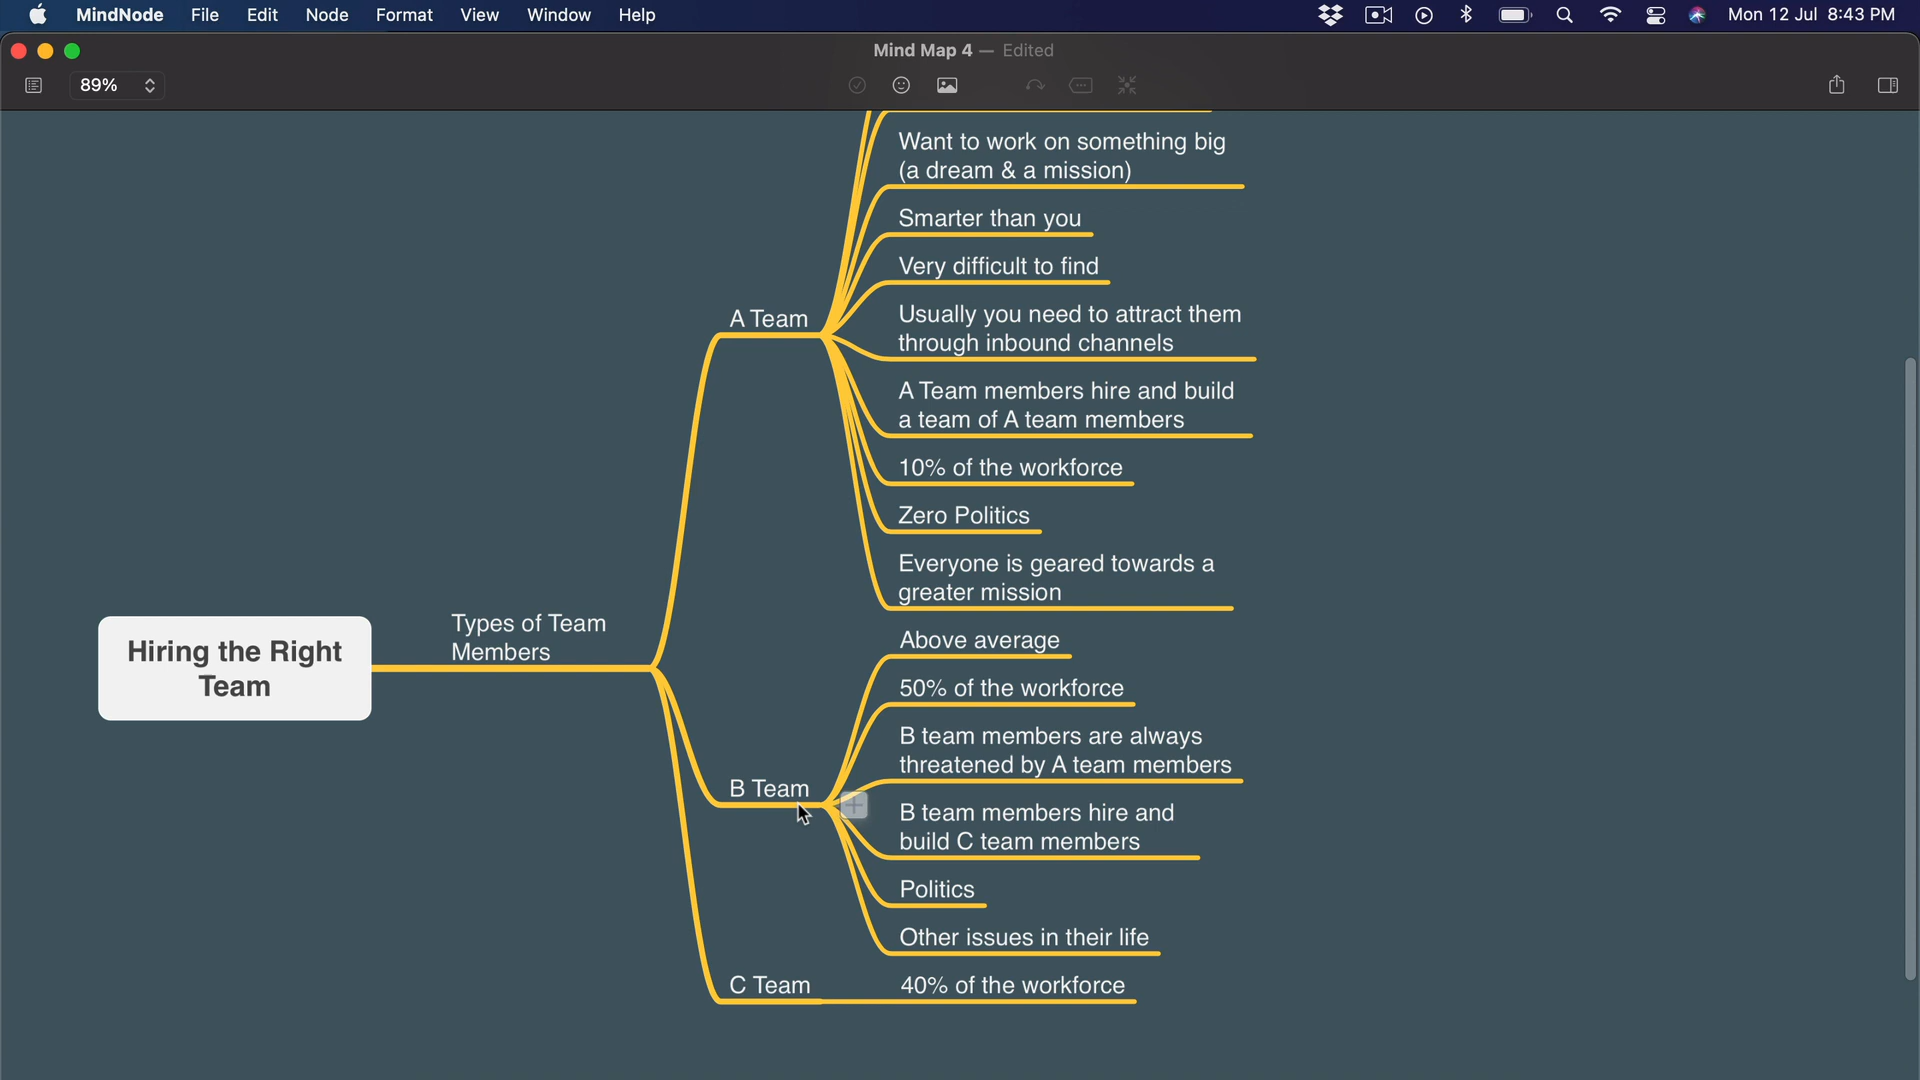 MindNode File Edit Node Format View Window Help Mon 12 Jul 8:43 PM
Mind Map 4 — Edited
89%
Want to work on something big
(a dream & a mission)
Smarter than you
Very difficult to find
Usually you need to attract them
through inbound channels
A Team
A Team members hire and build
a team of A team members
10% of the workforce
Zero Politics
Everyone is geared towards a
greater mission
Types of Team
Members
Hiring the Right
Team
Above average
50% of the workforce
B team members are always
threatened by A team members
B Team
B team members hire and
build C team members
Politics
Other issues in their life
C Team
40% of the workforce